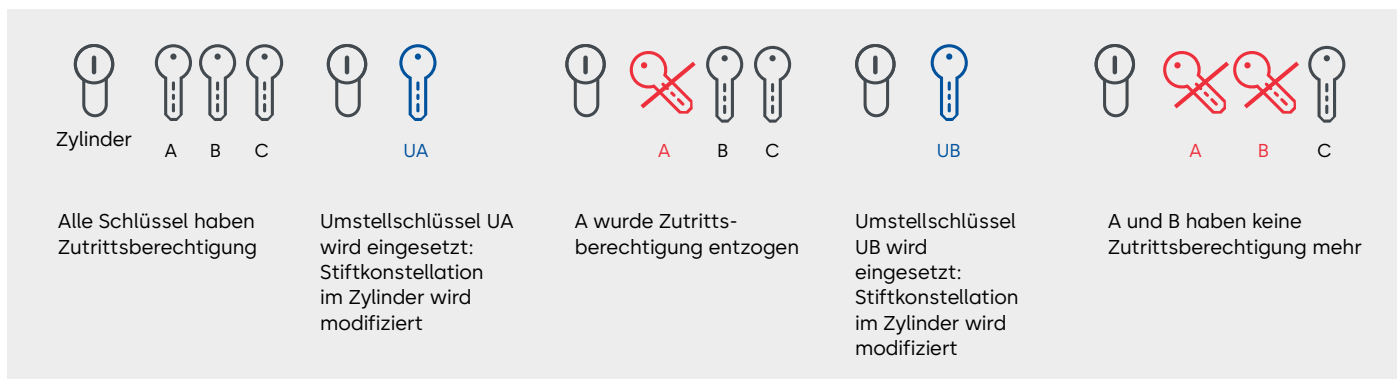 Zylinder
A B C
Alle Schlüssel haben
Zutrittsberechtigung
UA
Umstellschlüssel UA
wird eingesetzt:
Stiftkonstellation
im Zylinder wird
modifiziert
A B C
A wurde Zutritts-
berechtigung entzogen
UB
Umstellschlüssel
UB wird
eingesetzt:
Stiftkonstellation
im Zylinder wird
modifiziert
A B C
A und B haben keine
Zutrittsberechtigung mehr